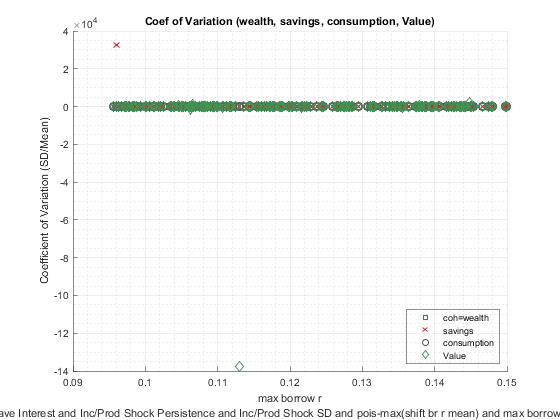 Coef of Variation (wealth, savings, consumption, Value)
×10⁴
4
2
0
-2
-4
-6
-8
-10
-12
-14
Coefficient of Variation (SD/Mean)
0.09 0.1 0.11 0.12 0.13 0.14 0.15
max borrow r
coh=wealth
savings
consumption
Value
ave Interest and Inc/Prod Shock Persistence and Inc/Prod Shock SD and pois-max(shift br r mean) and max borrow